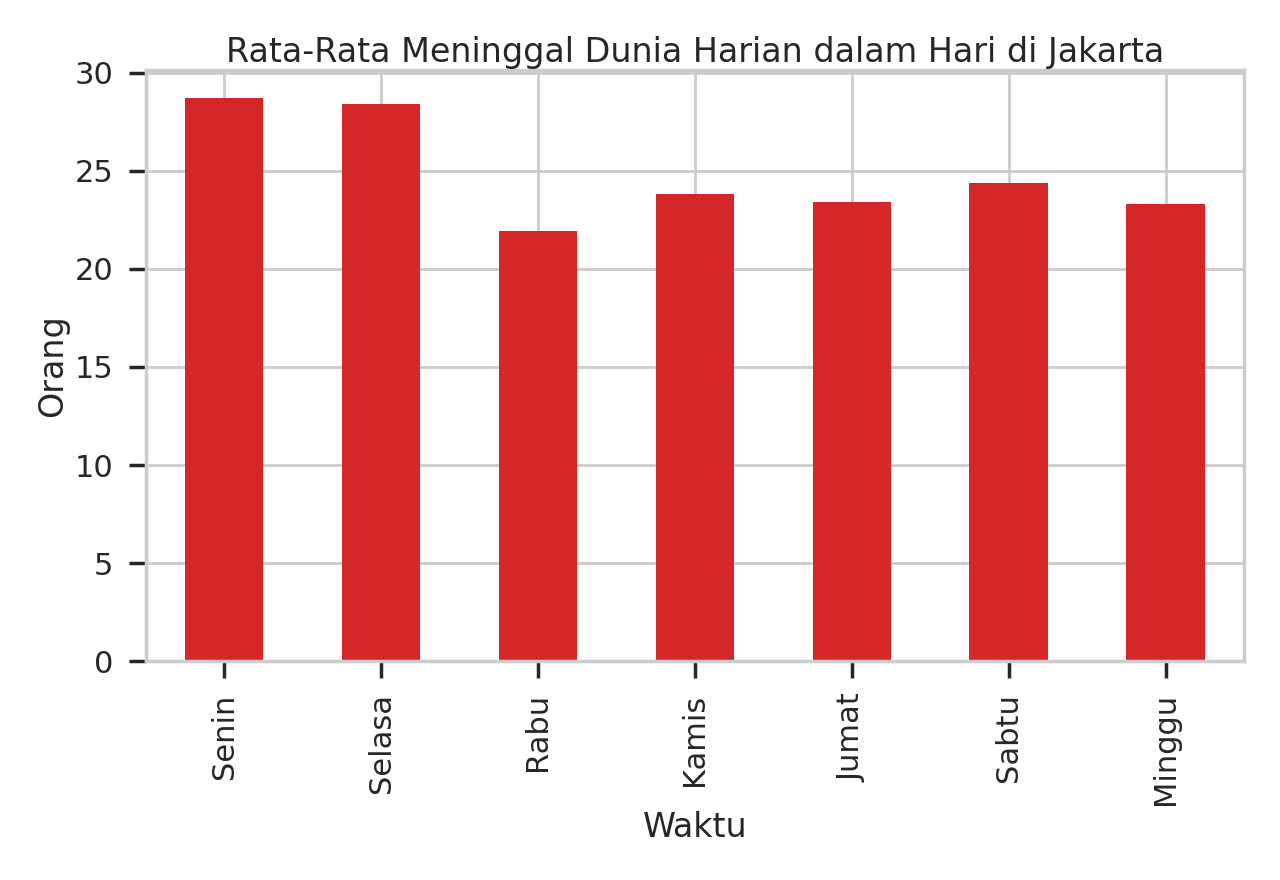 Rata-Rata Meninggal Dunia Harian dalam Hari di Jakarta
30
25
20
15
10
5
0
Orang
Senin
Selasa
Rabu
Kamis
Jumat
Sabtu
Minggu
Waktu